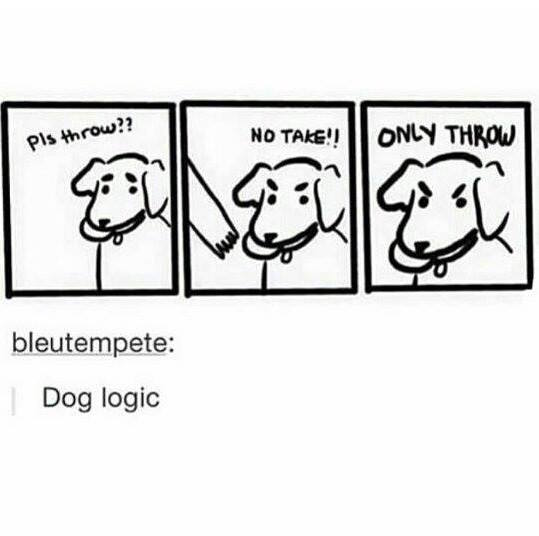 Pls throw??
NO TAKE!!
ONLY THROW
bleutempete:
Dog logic